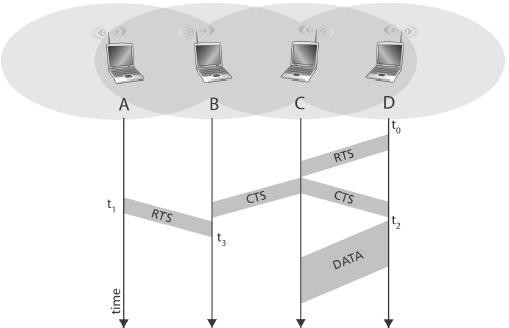 A B C D
t0
RTS
CTS CTS
t1 RTS
t2
t3
DATA
time